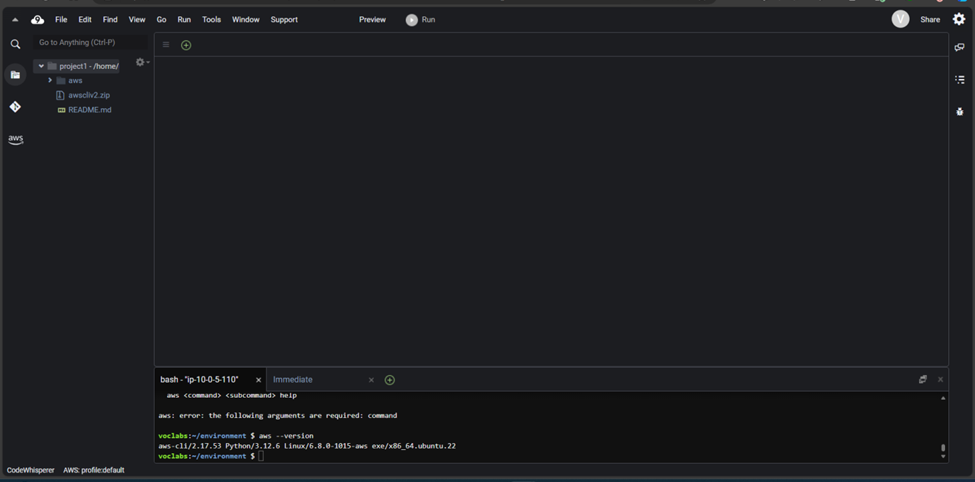 File Edit Find View Go Run Tools Window Support Preview Run V Share
Go to Anything (Ctrl-P)
project1 - /home/
aws
awscliv2.zip
README.md
aws
bash - "ip-10-0-5-110" Immediate
aws <command> <subcommand> help
aws: error: the following arguments are required: command
voclabs:~/environment $ aws --version
aws-cli/2.17.53 Python/3.12.6 Linux/6.8.0-1015-aws exe/x86_64.ubuntu.22
voclabs:~/environment $
CodeWhisperer AWS: profile:default